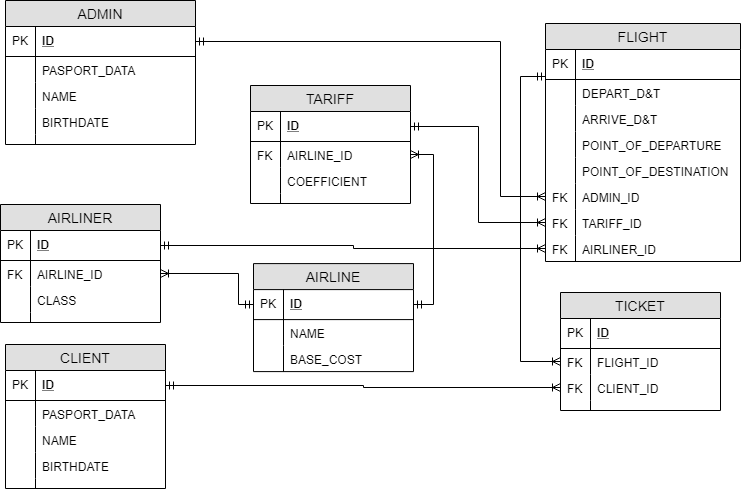 ADMIN
PK ID
PASPORT_DATA
NAME
BIRTHDATE
FLIGHT
PK ID
DEPART_D&T
ARRIVE_D&T
POINT_OF_DEPARTURE
POINT_OF_DESTINATION
FK ADMIN_ID
FK TARIFF_ID
FK AIRLINER_ID
TARIFF
PK ID
FK AIRLINE_ID
COEFFICIENT
AIRLINER
PK ID
FK AIRLINE_ID
CLASS
AIRLINE
PK ID
NAME
BASE_COST
TICKET
PK ID
FK FLIGHT_ID
FK CLIENT_ID
CLIENT
PK ID
PASPORT_DATA
NAME
BIRTHDATE